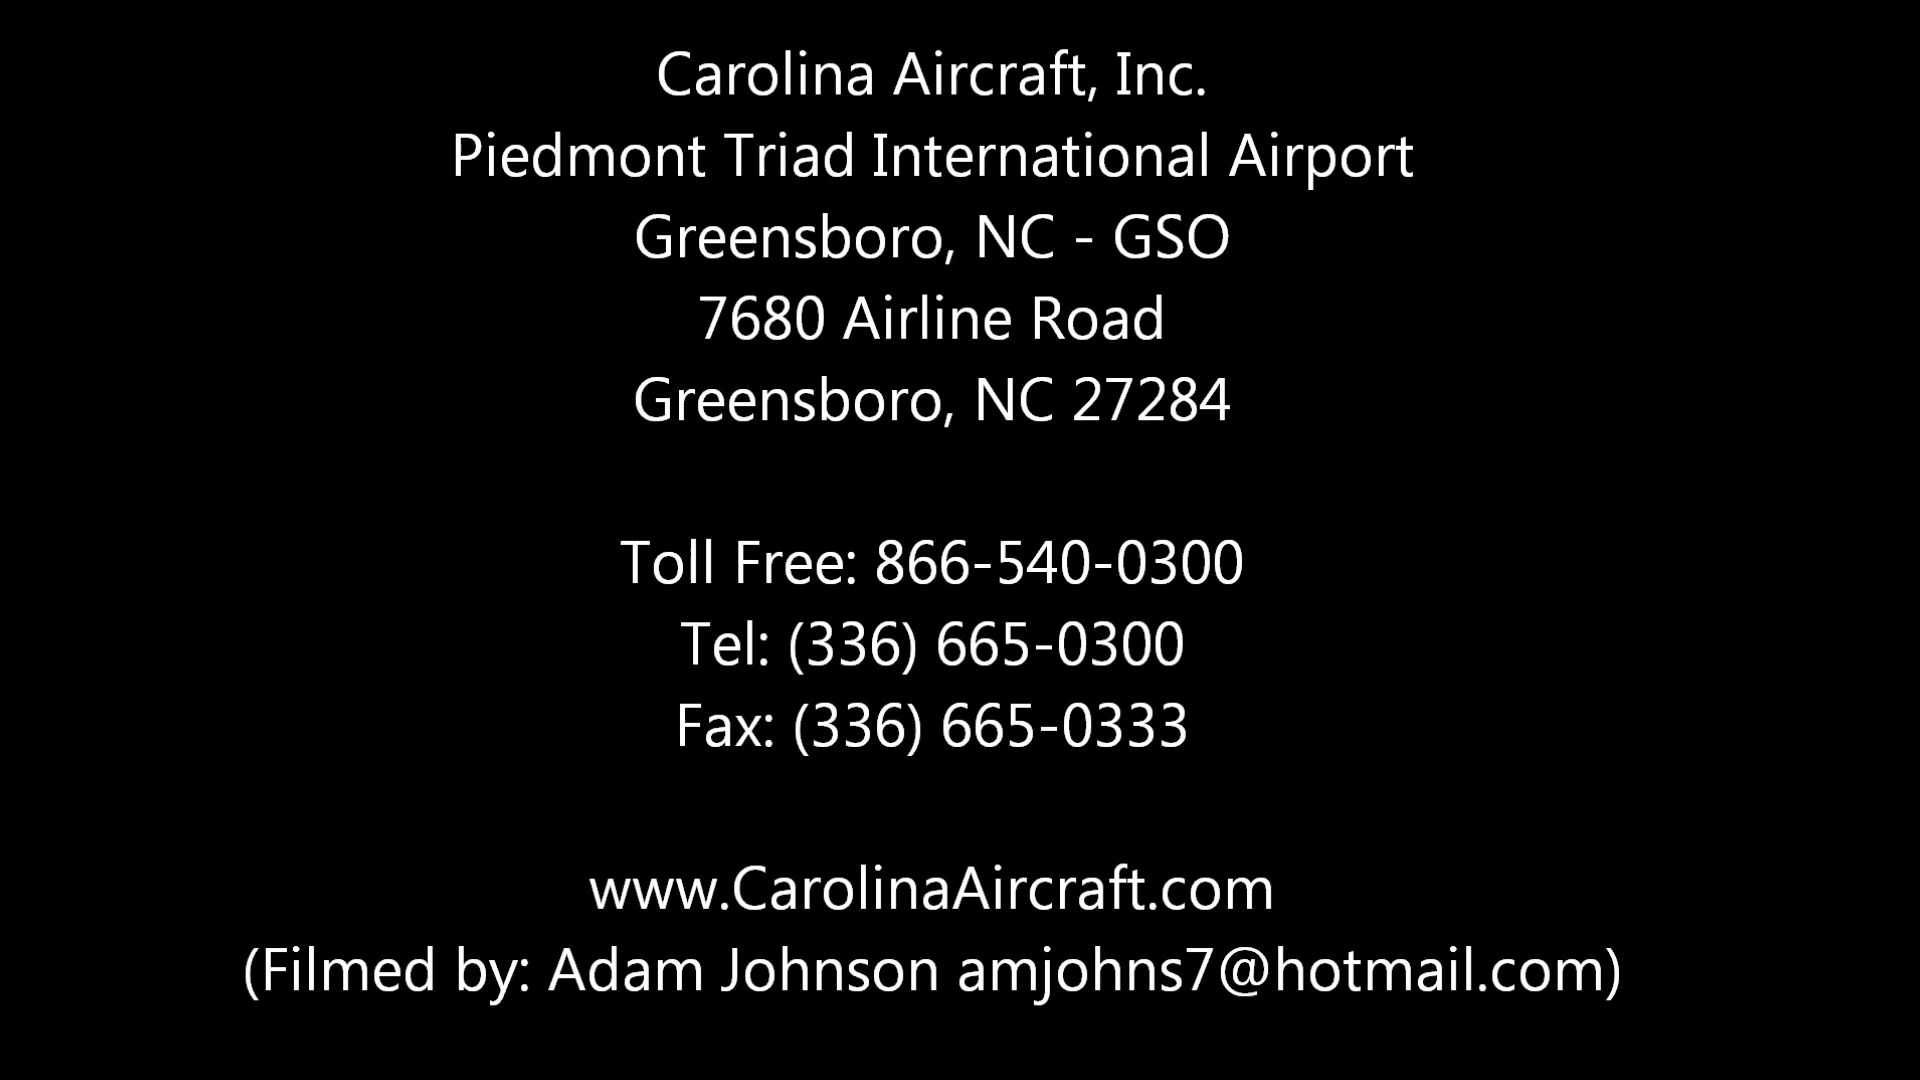 Carolina Aircraft, Inc.
Piedmont Triad International Airport
Greensboro, NC - GSO
7680 Airline Road
Greensboro, NC 27284
Toll Free: 866-540-0300
Tel: (336) 665-0300
Fax: (336) 665-0333
www.CarolinaAircraft.com
(Filmed by: Adam Johnson amjohns7@hotmail.com)